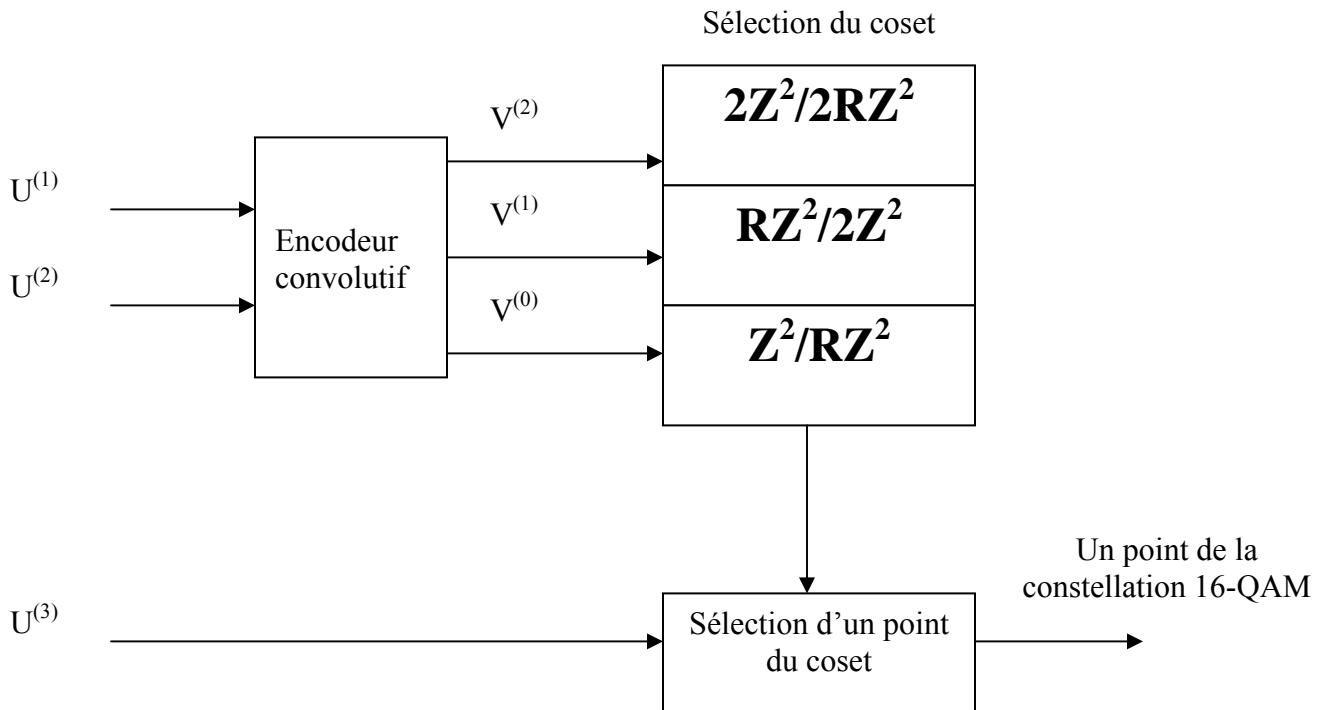 Sélection du coset
2Z²/2RZ²
V⁽²⁾
U⁽¹⁾
V⁽¹⁾
RZ²/2Z²
Encodeur
convolutif
U⁽²⁾
V⁽⁰⁾
Z²/RZ²
Un point de la
constellation 16-QAM
U⁽³⁾
Sélection d’un point
du coset